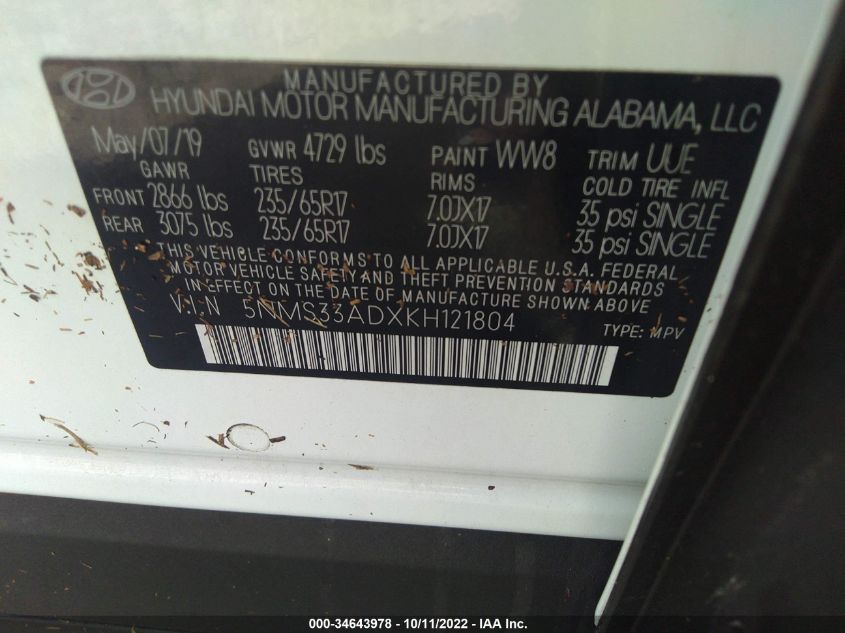 MANUFACTURED BY
HYUNDAI MOTOR MANUFACTURING ALABAMA, LLC
May/07/19 GVWR 4729 lbs PAINT WW8 TRIM UUE
GAWR TIRES RIMS COLD TIRE INFL
FRONT 2866 lbs 235/65R17 7.0JX17 35 psi SINGLE
REAR 3075 lbs 235/65R17 7.0JX17 35 psi SINGLE
THIS VEHICLE CONFORMS TO ALL APPLICABLE U.S.A. FEDERAL
MOTOR VEHICLE SAFETY AND THEFT PREVENTION STANDARDS
IN EFFECT ON THE DATE OF MANUFACTURE SHOWN ABOVE
V.I.N 5NMS33ADXKH121804 TYPE: MPV
000-34643978 - 10/11/2022 - IAA Inc.